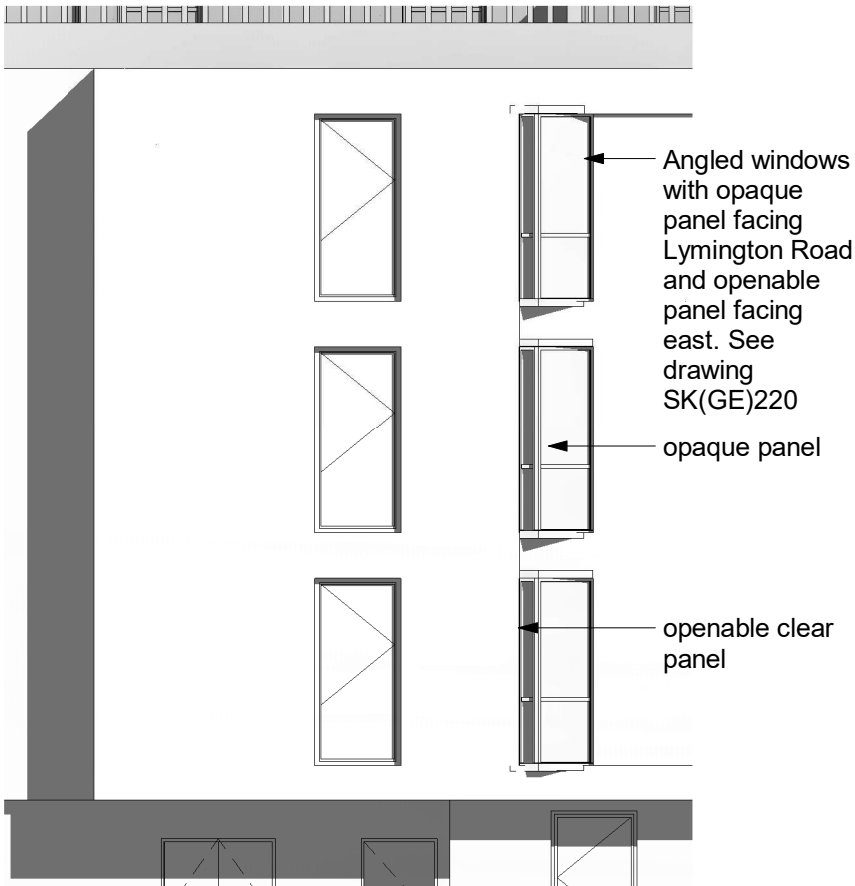 Angled windows
with opaque
panel facing
Lymington Road
and openable
panel facing
east. See
drawing
SK(GE)220
opaque panel
openable clear
panel